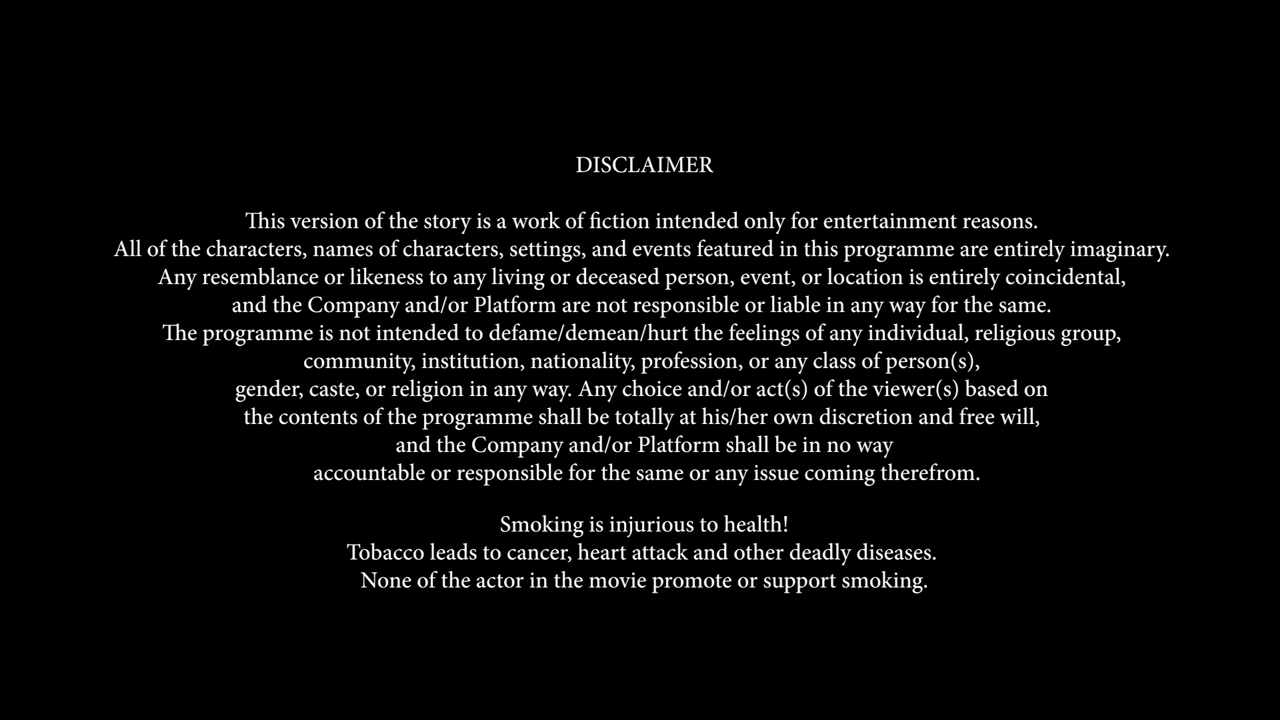 DISCLAIMER
This version of the story is a work of fiction intended only for entertainment reasons.
All of the characters, names of characters, settings, and events featured in this programme are entirely imaginary.
Any resemblance or likeness to any living or deceased person, event, or location is entirely coincidental,
and the Company and/or Platform are not responsible or liable in any way for the same.
The programme is not intended to defame/demean/hurt the feelings of any individual, religious group,
community, institution, nationality, profession, or any class of person(s),
gender, caste, or religion in any way. Any choice and/or act(s) of the viewer(s) based on
the contents of the programme shall be totally at his/her own discretion and free will,
and the Company and/or Platform shall be in no way
accountable or responsible for the same or any issue coming therefrom.
Smoking is injurious to health!
Tobacco leads to cancer, heart attack and other deadly diseases.
None of the actor in the movie promote or support smoking.